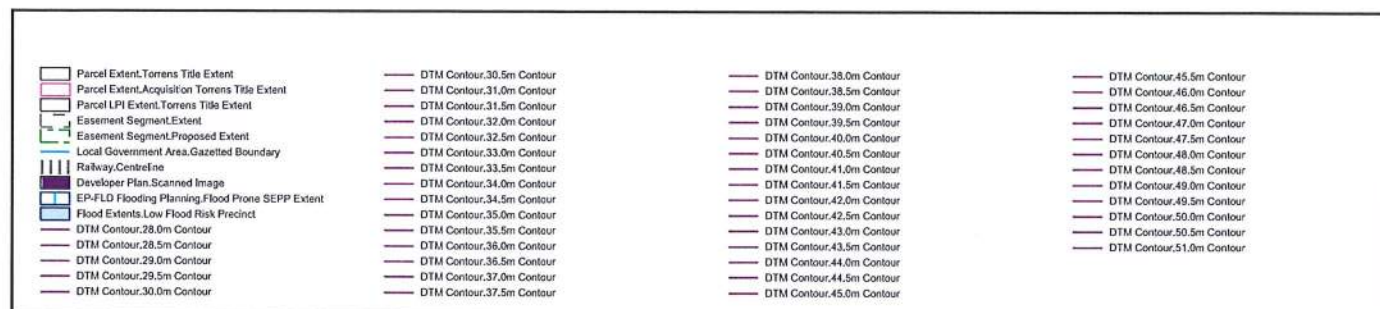 Parcel Extent.Torrens Title Extent
Parcel Extent.Acquisition Torrens Title Extent
Parcel LPI Extent.Torrens Title Extent
Easement Segment.Extent
Easement Segment.Proposed Extent
Local Government Area.Gazetted Boundary
Railway.Centreline
Developer Plan.Scanned Image
EP-FLD Flooding Planning.Flood Prone SEPP Extent
Flood Extents.Low Flood Risk Precinct
DTM Contour.28.0m Contour
DTM Contour.28.5m Contour
DTM Contour.29.0m Contour
DTM Contour.29.5m Contour
DTM Contour.30.0m Contour
DTM Contour.30.5m Contour
DTM Contour.31.0m Contour
DTM Contour.31.5m Contour
DTM Contour.32.0m Contour
DTM Contour.32.5m Contour
DTM Contour.33.0m Contour
DTM Contour.33.5m Contour
DTM Contour.34.0m Contour
DTM Contour.34.5m Contour
DTM Contour.35.0m Contour
DTM Contour.35.5m Contour
DTM Contour.36.0m Contour
DTM Contour.36.5m Contour
DTM Contour.37.0m Contour
DTM Contour.37.5m Contour
DTM Contour.38.0m Contour
DTM Contour.38.5m Contour
DTM Contour.39.0m Contour
DTM Contour.39.5m Contour
DTM Contour.40.0m Contour
DTM Contour.40.5m Contour
DTM Contour.41.0m Contour
DTM Contour.41.5m Contour
DTM Contour.42.0m Contour
DTM Contour.42.5m Contour
DTM Contour.43.0m Contour
DTM Contour.43.5m Contour
DTM Contour.44.0m Contour
DTM Contour.44.5m Contour
DTM Contour.45.0m Contour
DTM Contour.45.5m Contour
DTM Contour.46.0m Contour
DTM Contour.46.5m Contour
DTM Contour.47.0m Contour
DTM Contour.47.5m Contour
DTM Contour.48.0m Contour
DTM Contour.48.5m Contour
DTM Contour.49.0m Contour
DTM Contour.49.5m Contour
DTM Contour.50.0m Contour
DTM Contour.50.5m Contour
DTM Contour.51.0m Contour